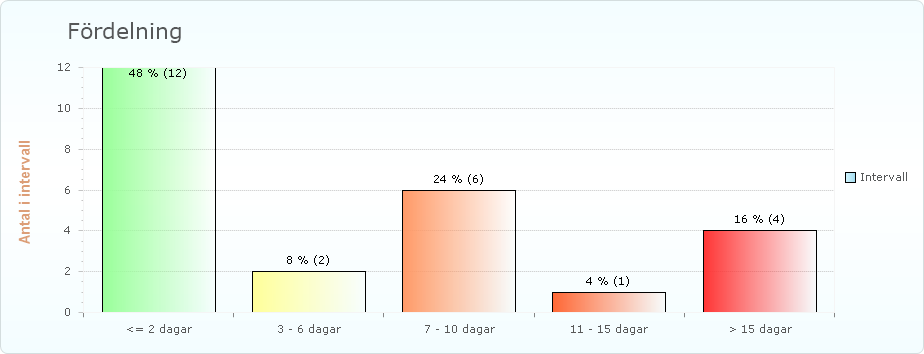 Fördelning
Antal i intervall
12
10
8
6
4
2
0
48 % (12)
8 % (2)
24 % (6)
4 % (1)
16 % (4)
<= 2 dagar
3 - 6 dagar
7 - 10 dagar
11 - 15 dagar
> 15 dagar
Intervall